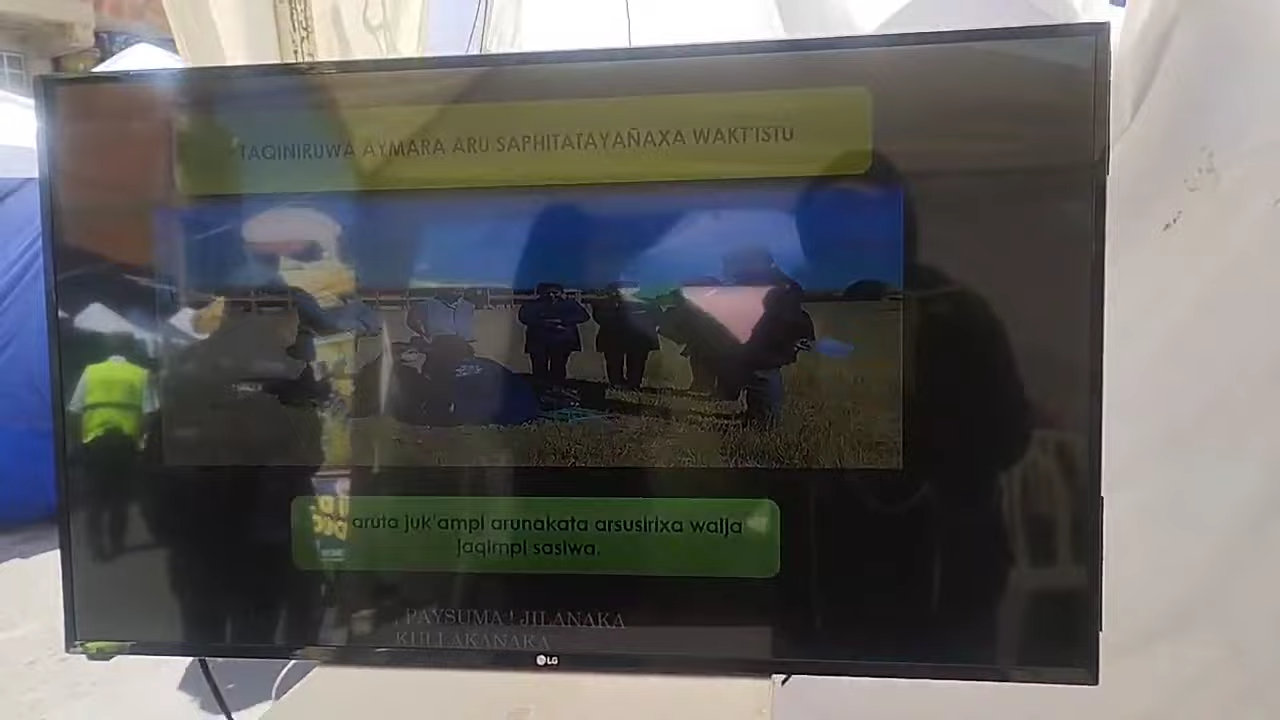 TAQINIRUWA AYMARA ARU SAPHITATAYAÑAXA WAKT'ISTU
aruta juk'ampi arunakata arsusirixa walja
jaqimpi sasiwa.
PAYSUMA! JILANAKA
KULLAKANAKA
LG